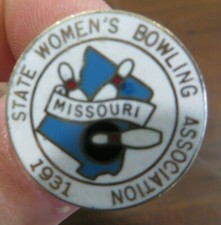 STATE WOMEN'S BOWLING ASSOCIATION
MISSOURI
1931